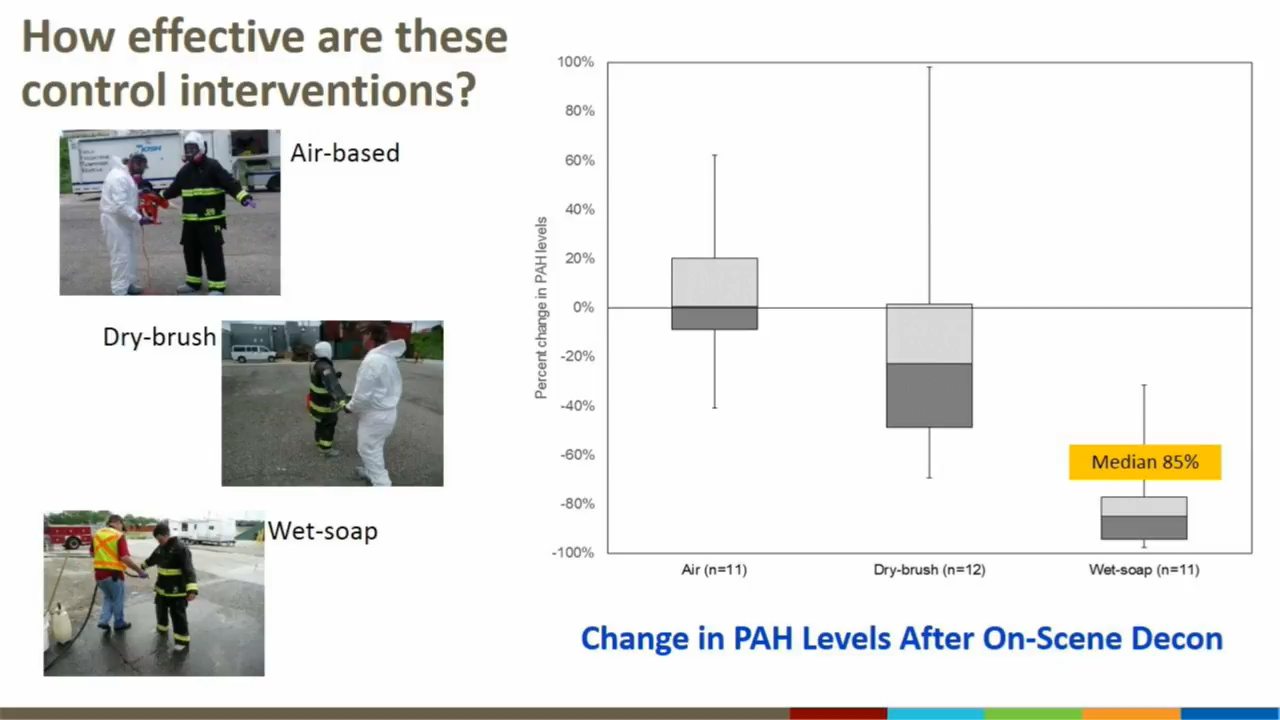 How effective are these
control interventions?
Air-based
Dry-brush
Wet-soap
100%
80%
60%
40%
20%
0%
-20%
-40%
-60%
-80%
-100%
Percent change in PAH levels
Median 85%
Air (n=11)
Dry-brush (n=12)
Wet-soap (n=11)
Change in PAH Levels After On-Scene Decon